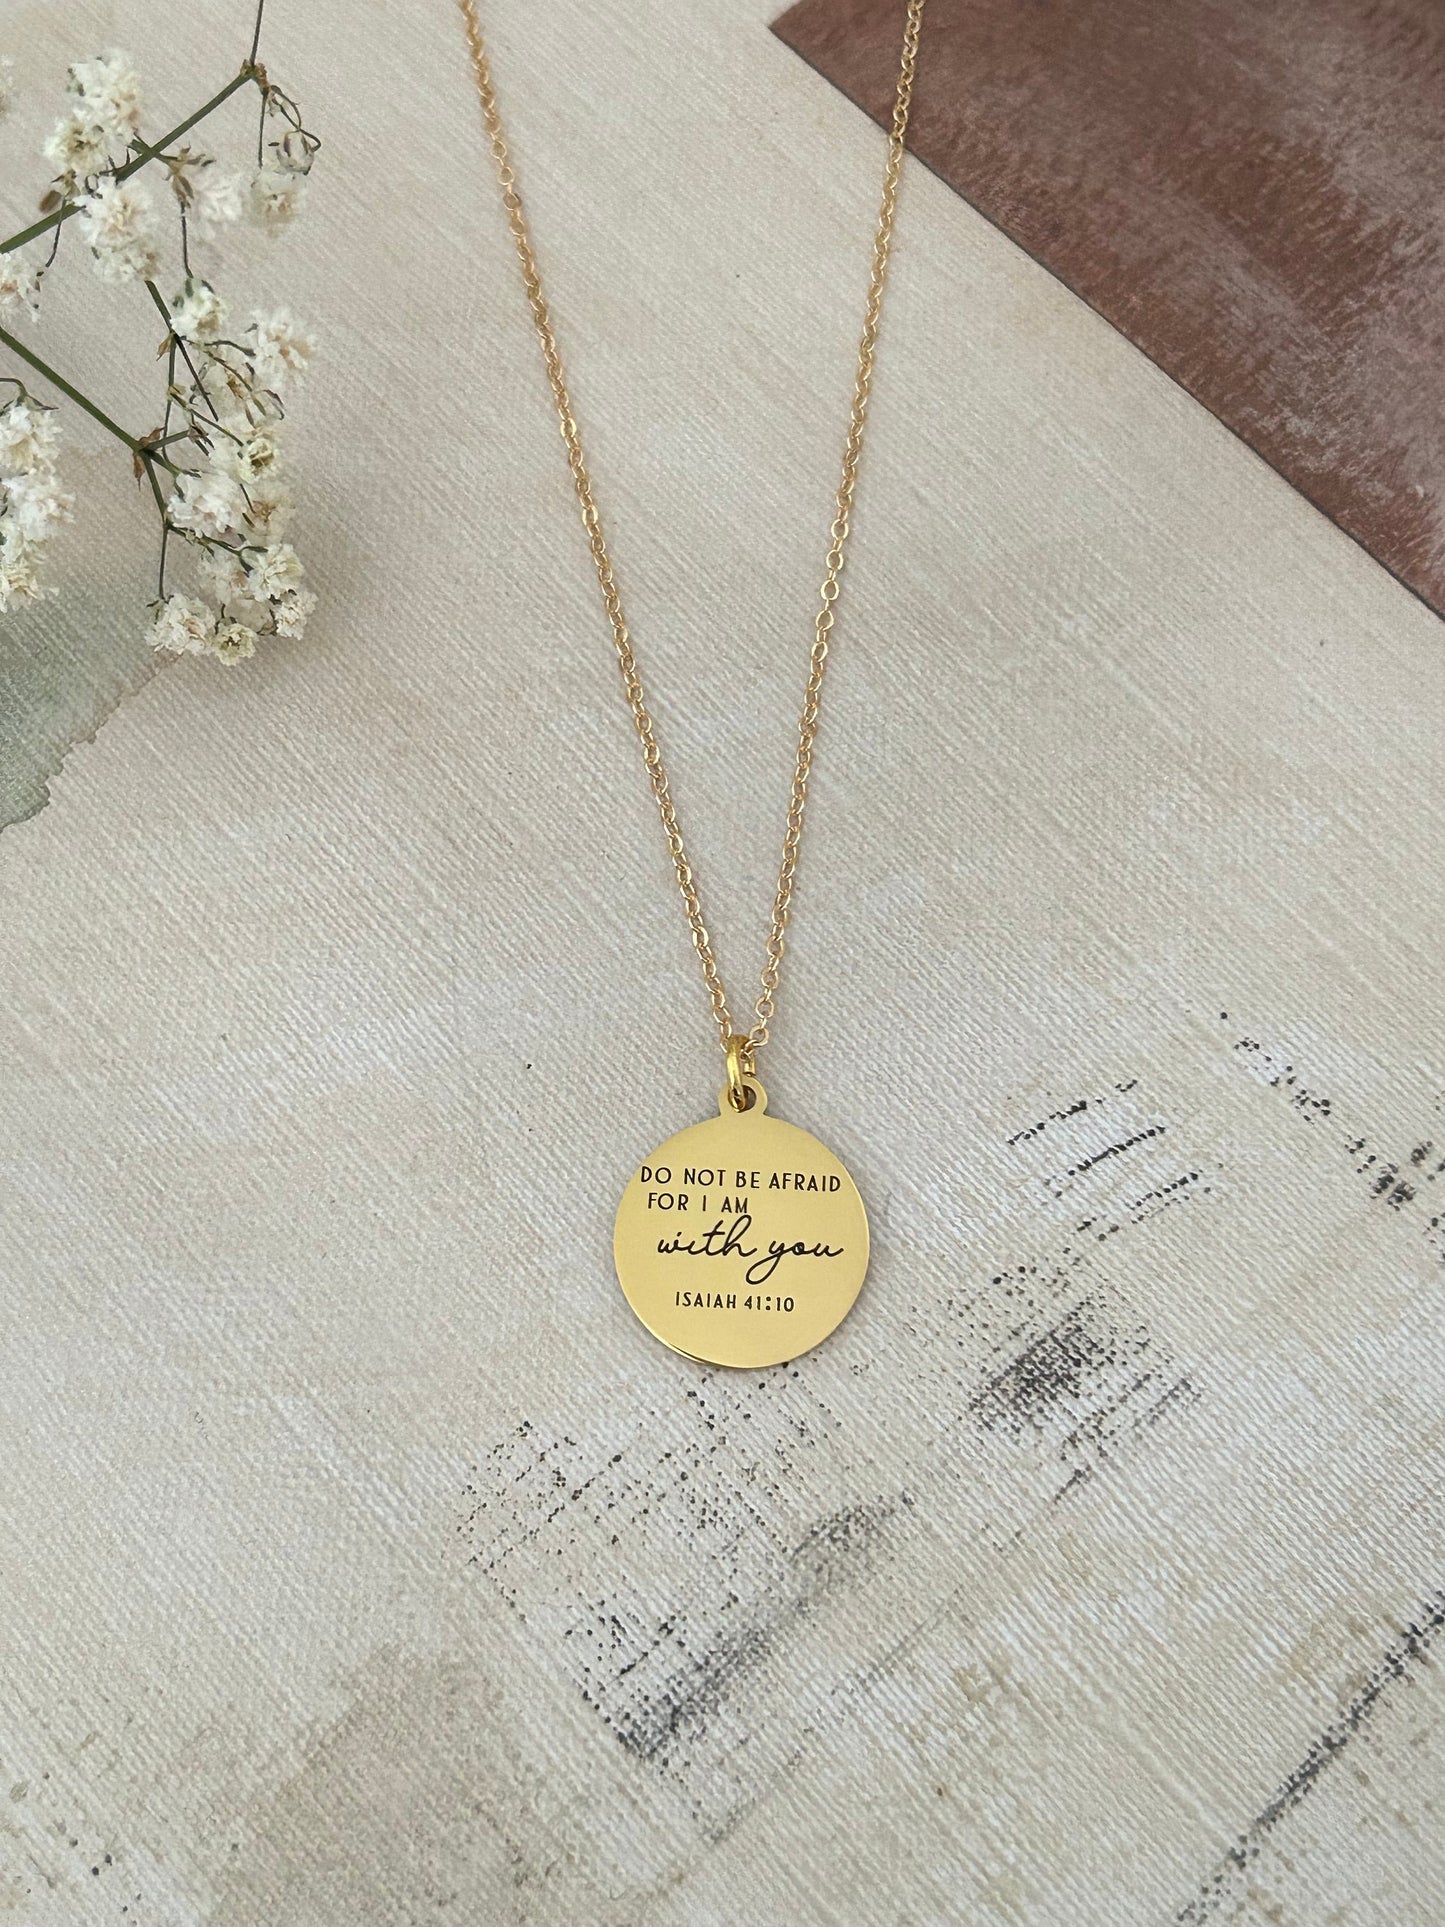 DO NOT BE AFRAID
FOR I AM
with you
ISAIAH 41:10